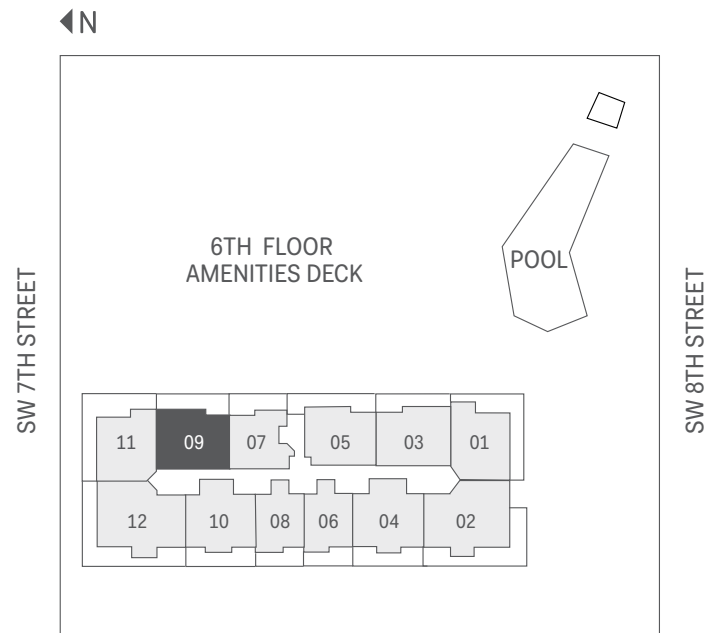 N
6TH FLOOR
AMENITIES DECK
POOL
SW 7TH STREET
SW 8TH STREET
11 09 07 05 03 01
12 10 08 06 04 02